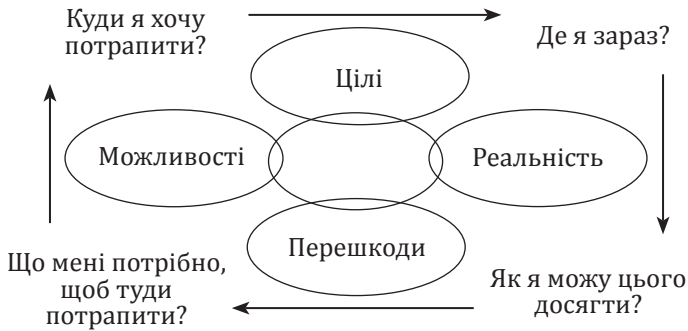 Куди я хочу
потрапити?
Де я зараз?
Цілі
Можливості
Реальність
Перешкоди
Що мені потрібно,
щоб туди
потрапити?
Як я можу цього
досягти?